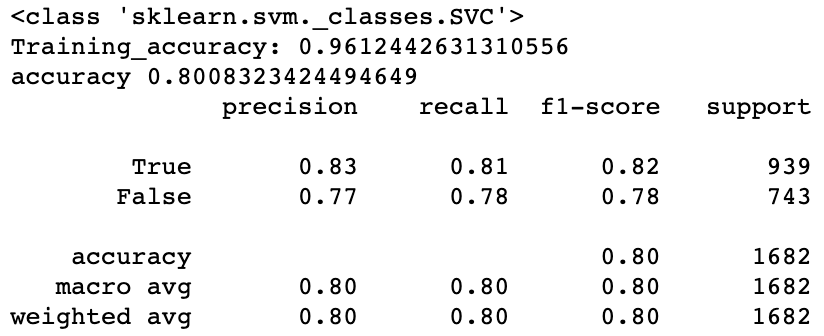 <class 'sklearn.svm._classes.SVC'>
Training_accuracy: 0.9612442631310556
accuracy 0.8008323424494649
precision recall f1-score support
True 0.83 0.81 0.82 939
False 0.77 0.78 0.78 743
accuracy 0.80 1682
macro avg 0.80 0.80 0.80 1682
weighted avg 0.80 0.80 0.80 1682